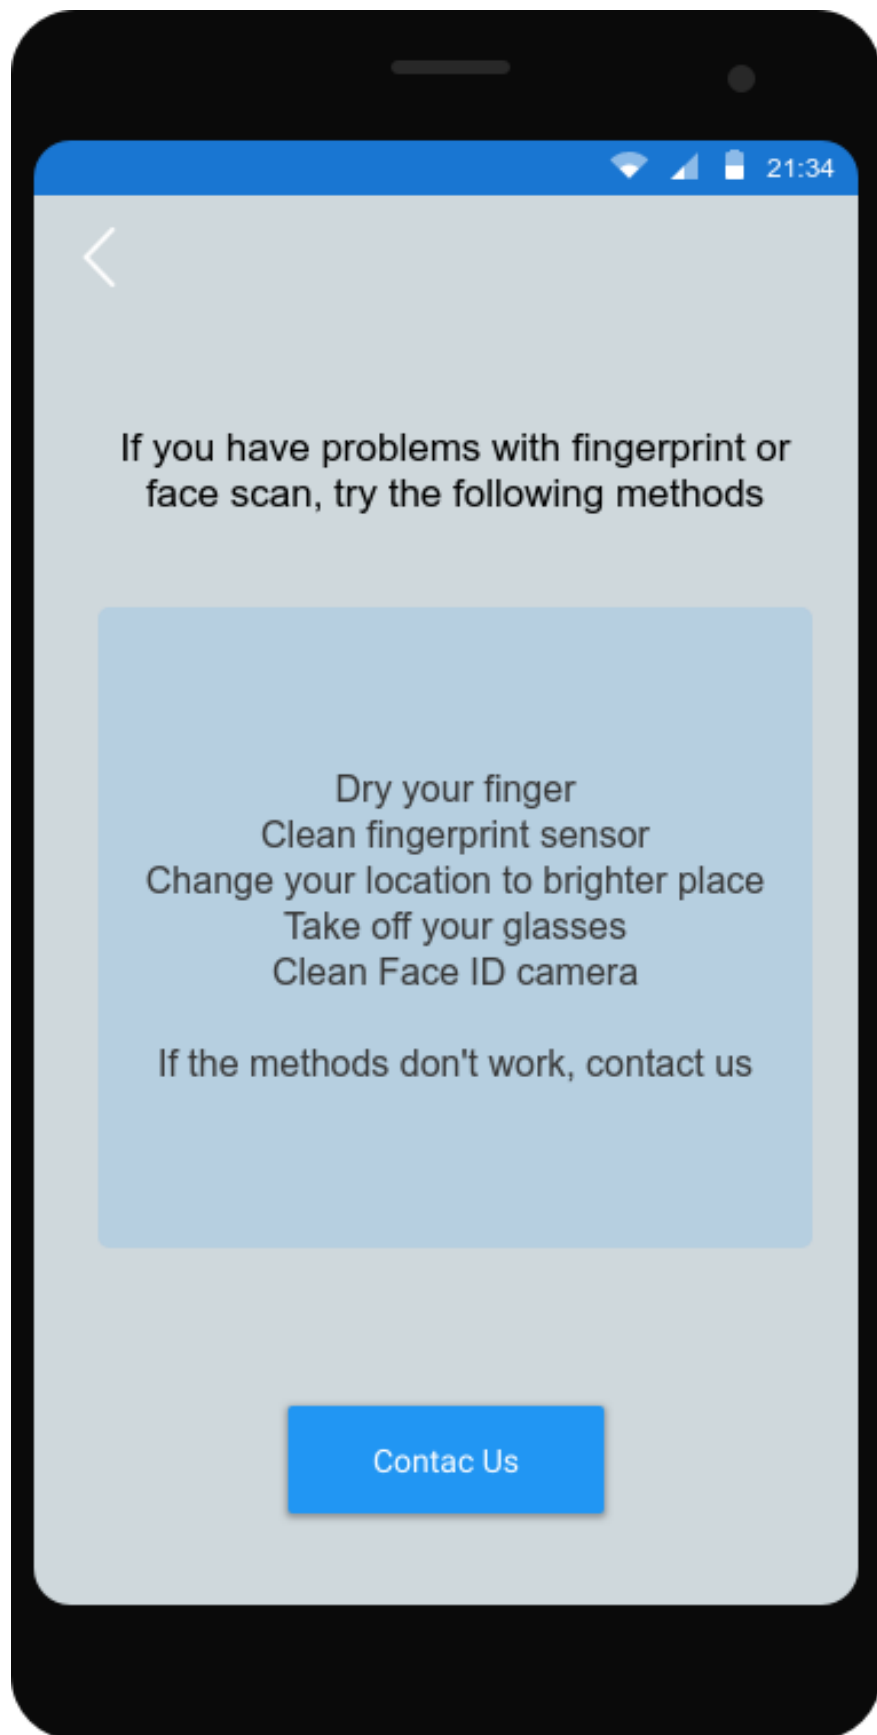 21:34
If you have problems with fingerprint or
face scan, try the following methods
Dry your finger
Clean fingerprint sensor
Change your location to brighter place
Take off your glasses
Clean Face ID camera
If the methods don't work, contact us
Contac Us